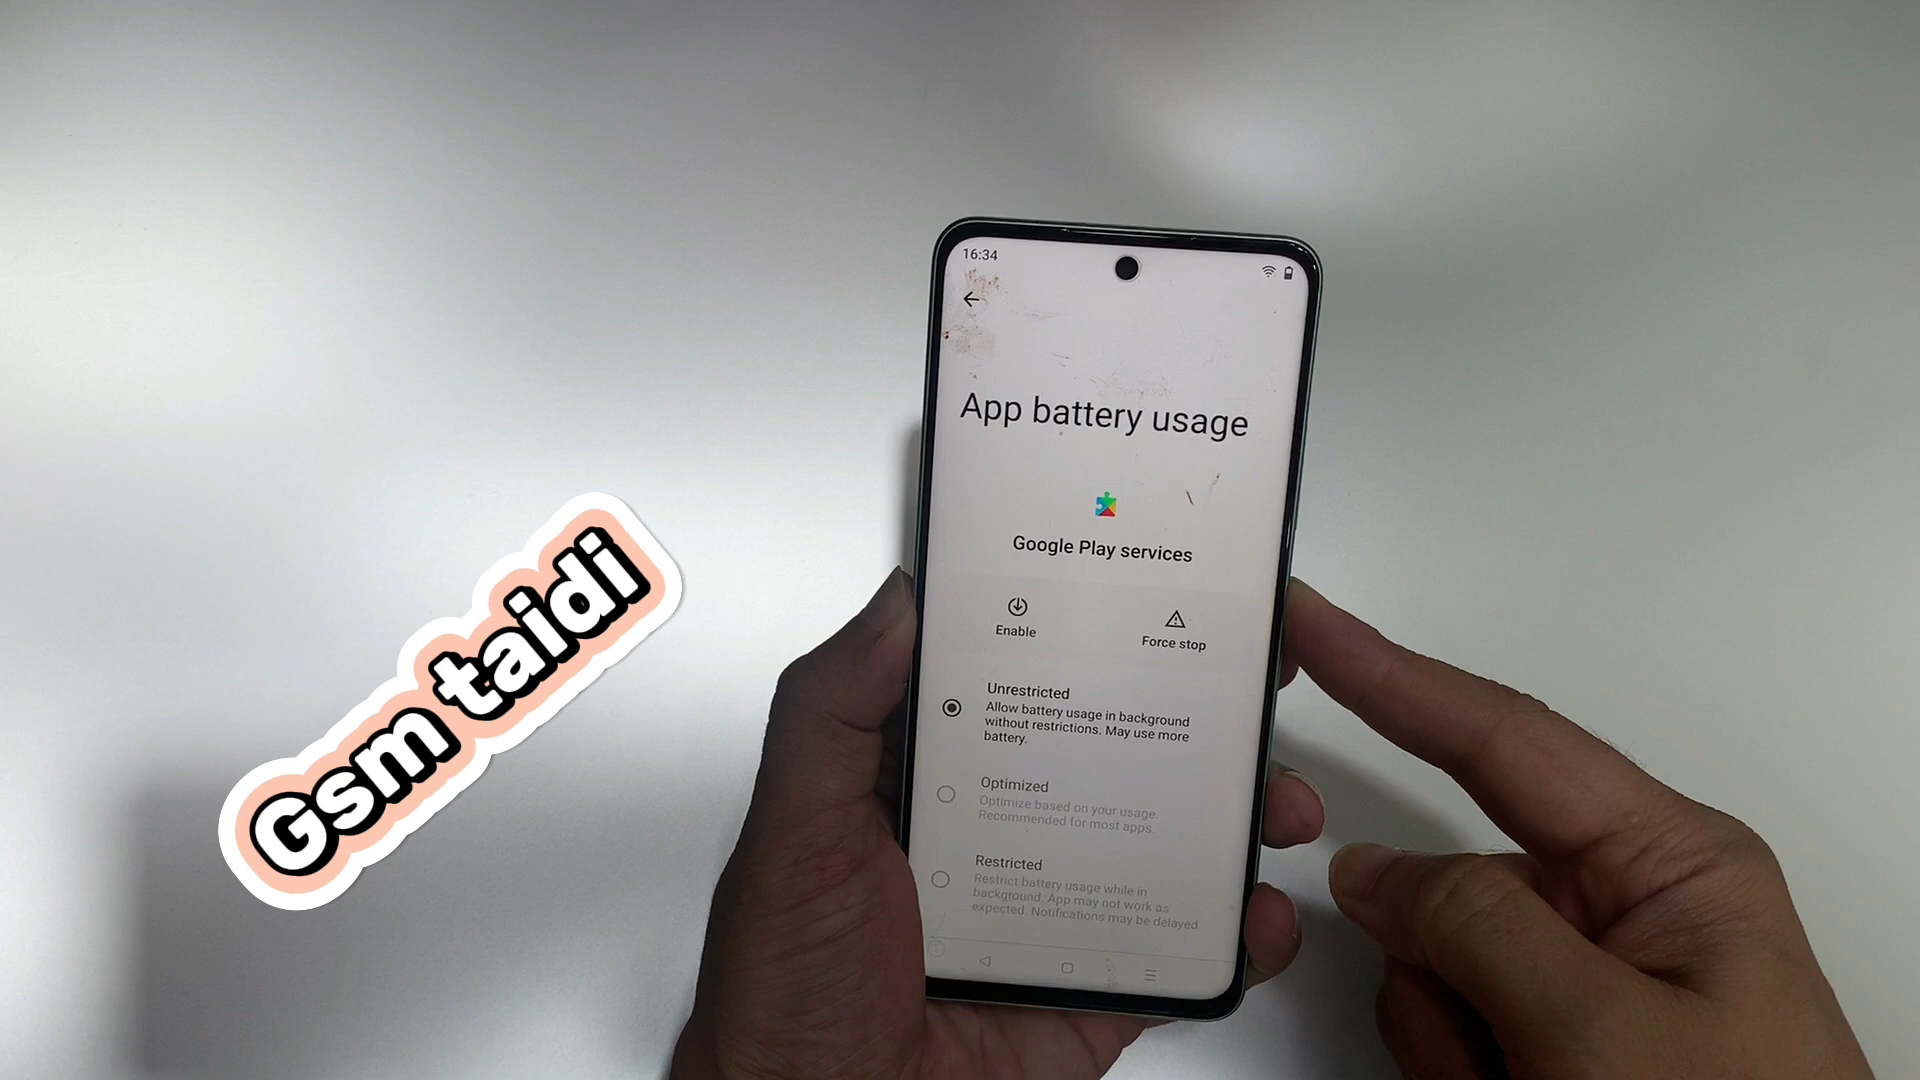 16:34
App battery usage
Google Play services
Enable
Force stop
Unrestricted
Allow battery usage in background
without restrictions. May use more
battery.
Optimized
Optimize based on your usage.
Recommended for most apps.
Restricted
Restrict battery usage while in
background. App may not work as
expected. Notifications may be delayed
Gsm taidi